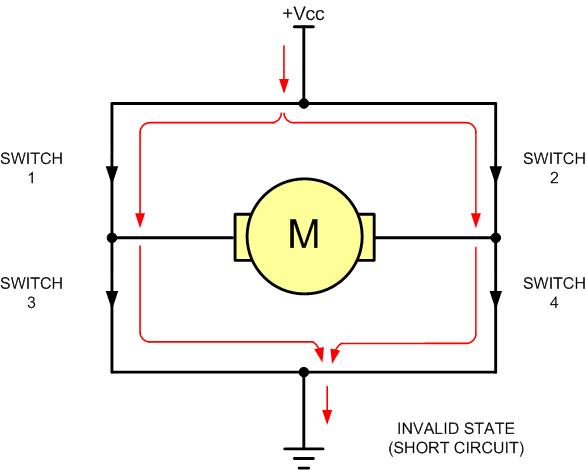 +Vcc
SWITCH
1
SWITCH
2
M
SWITCH
3
SWITCH
4
INVALID STATE
(SHORT CIRCUIT)